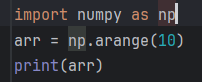 import numpy as np
arr = np.arange(10)
print(arr)